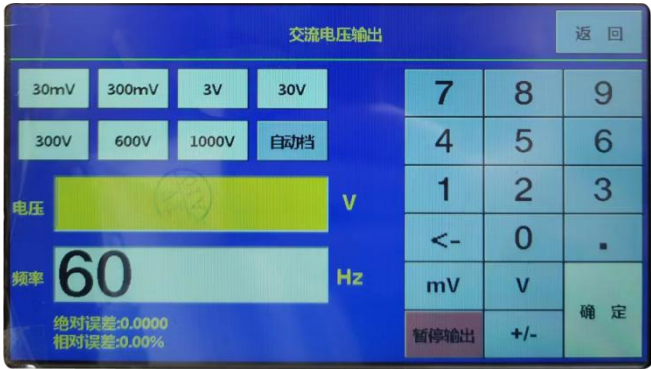 交流电压输出
返 回
30mV 300mV 3V 30V
300V 600V 1000V 自动档
电压 V
频率 60 Hz
绝对误差:0.0000
相对误差:0.00%
7 8 9
4 5 6
1 2 3
<- 0 .
mV V
确 定
暂停输出 +/-